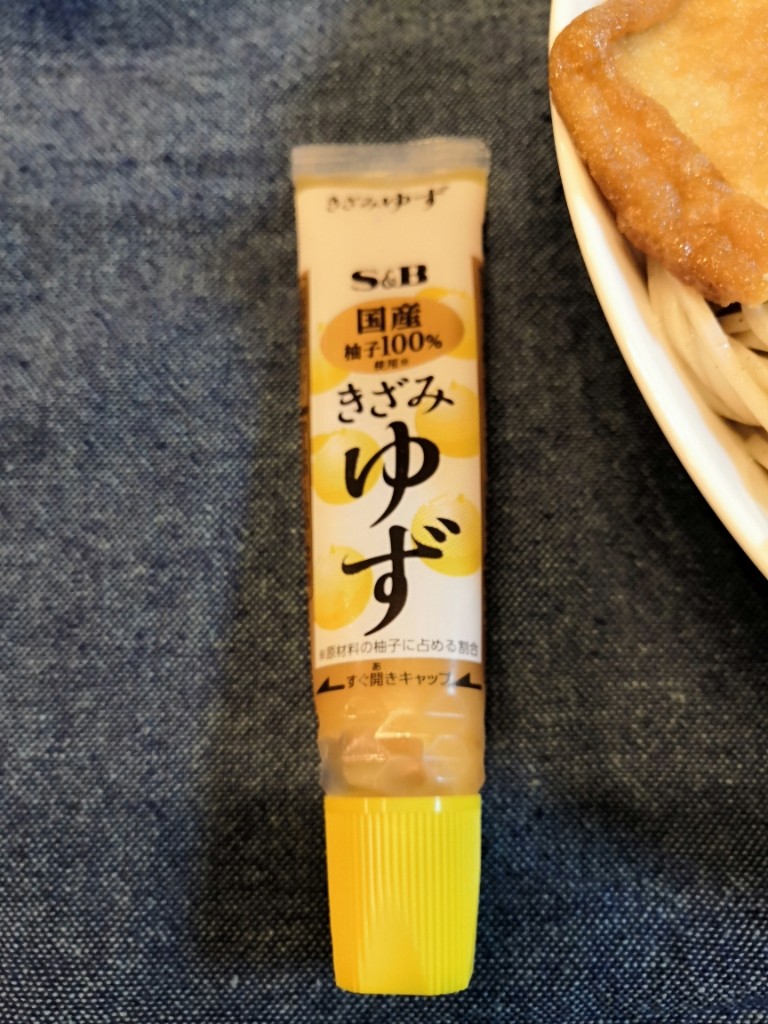 きざみゆず
S&B
国産
柚子100%
使用※
きざみ
ゆず
※原材料の柚子に占める割合
あ
すぐ開きキャップ